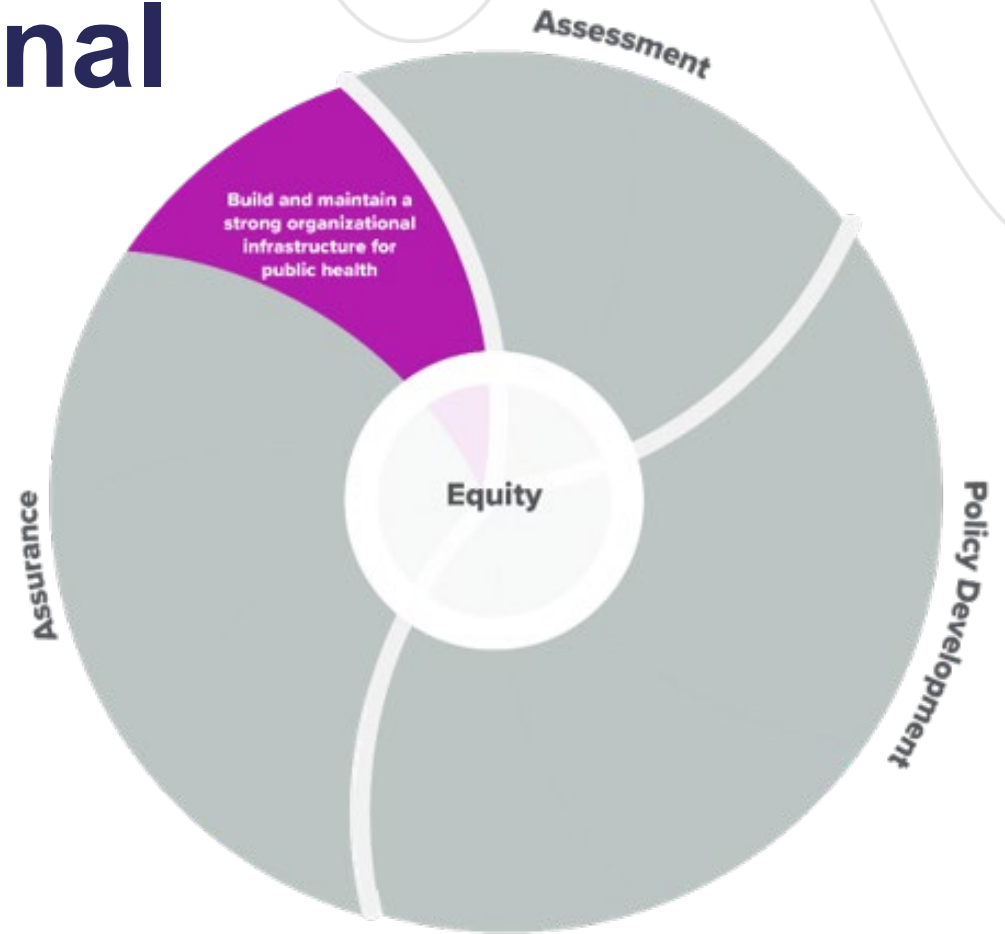 nal
Assessment
Build and maintain a
strong organizational
infrastructure for
public health
Equity
Assurance
Policy Development